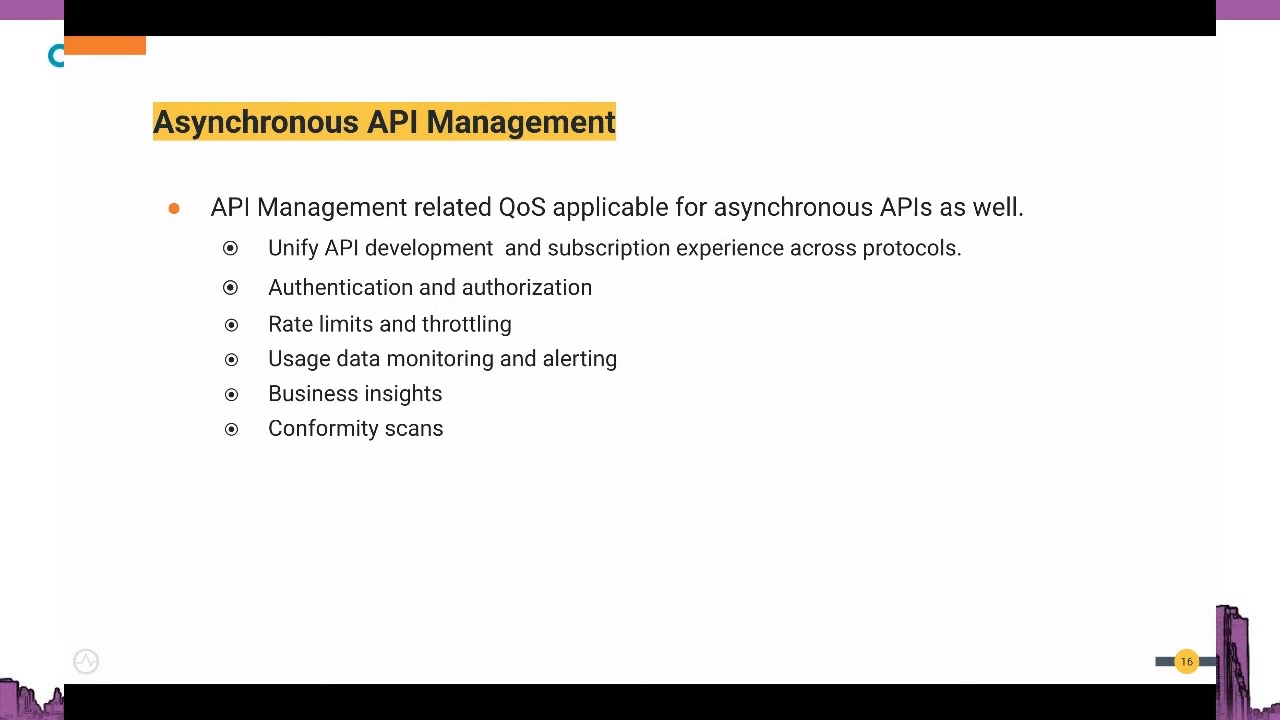 Asynchronous API Management
API Management related QoS applicable for asynchronous APIs as well.
Unify API development and subscription experience across protocols.
Authentication and authorization
Rate limits and throttling
Usage data monitoring and alerting
Business insights
Conformity scans
16